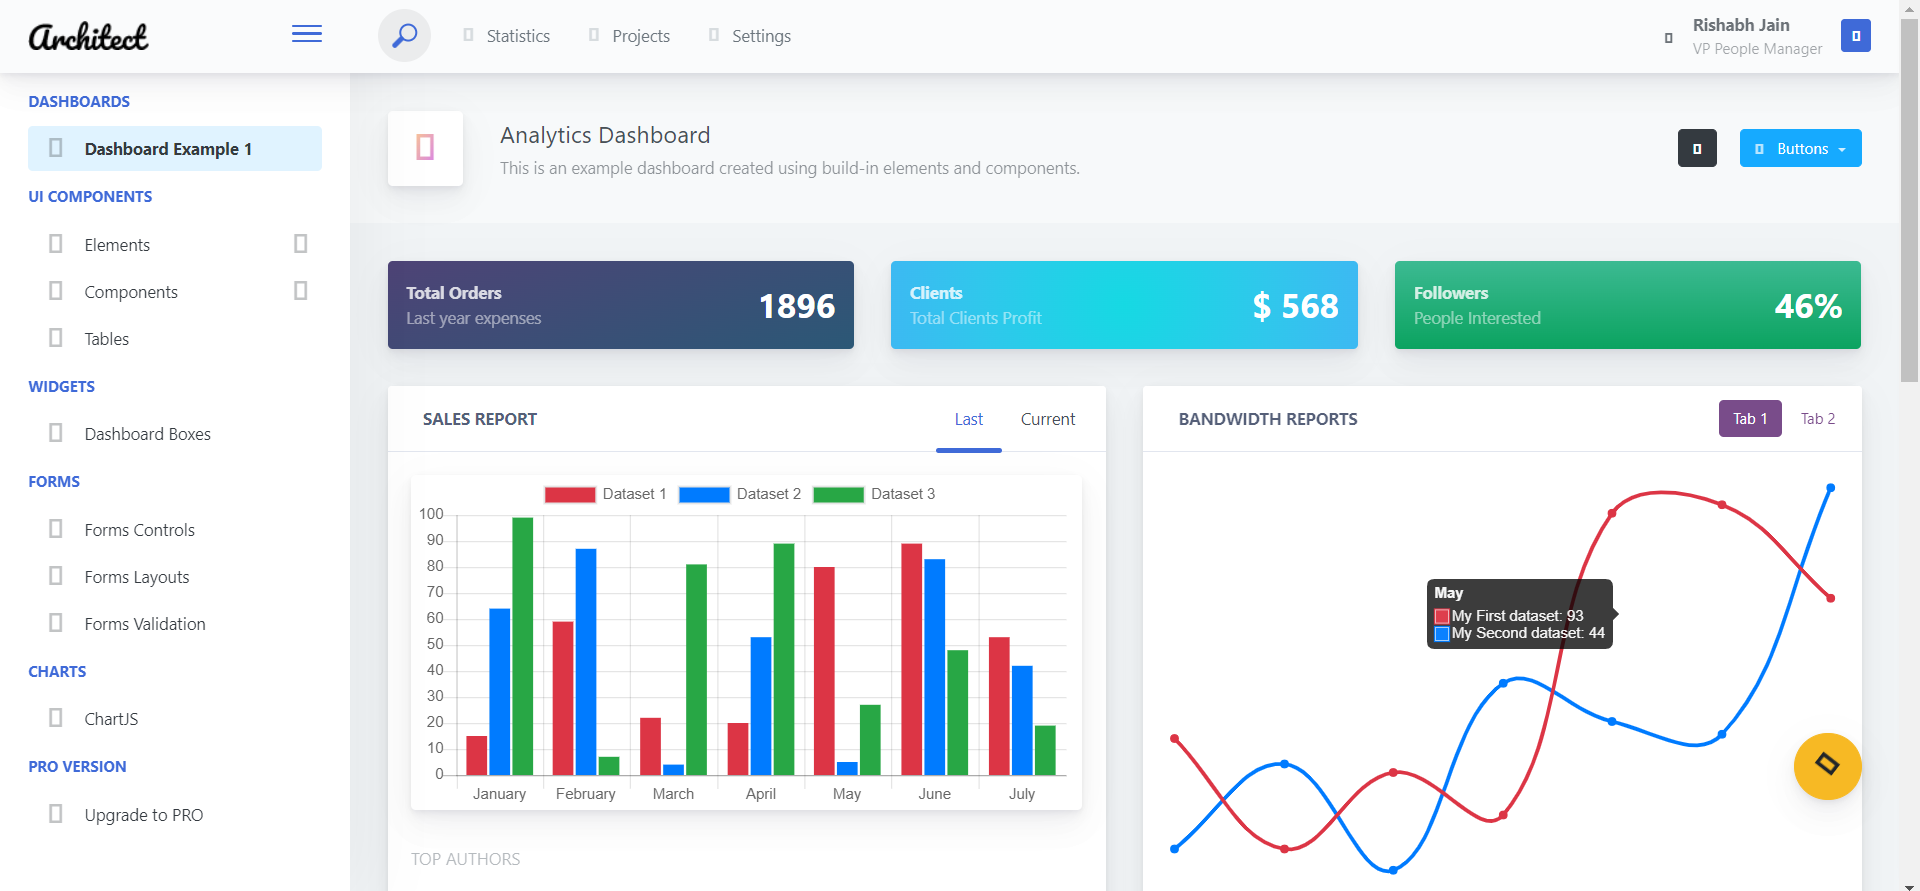 Architect
Statistics
Projects
Settings
Rishabh Jain
VP People Manager
DASHBOARDS
Dashboard Example 1
UI COMPONENTS
Elements
Components
Tables
WIDGETS
Dashboard Boxes
FORMS
Forms Controls
Forms Layouts
Forms Validation
CHARTS
ChartJS
PRO VERSION
Upgrade to PRO
Analytics Dashboard
This is an example dashboard created using build-in elements and components.
Buttons
Total Orders
Last year expenses
1896
Clients
Total Clients Profit
$ 568
Followers
People Interested
46%
SALES REPORT
Last
Current
Dataset 1
Dataset 2
Dataset 3
100
90
80
70
60
50
40
30
20
10
0
January
February
March
April
May
June
July
TOP AUTHORS
BANDWIDTH REPORTS
Tab 1
Tab 2
May
My First dataset: 93
My Second dataset: 44